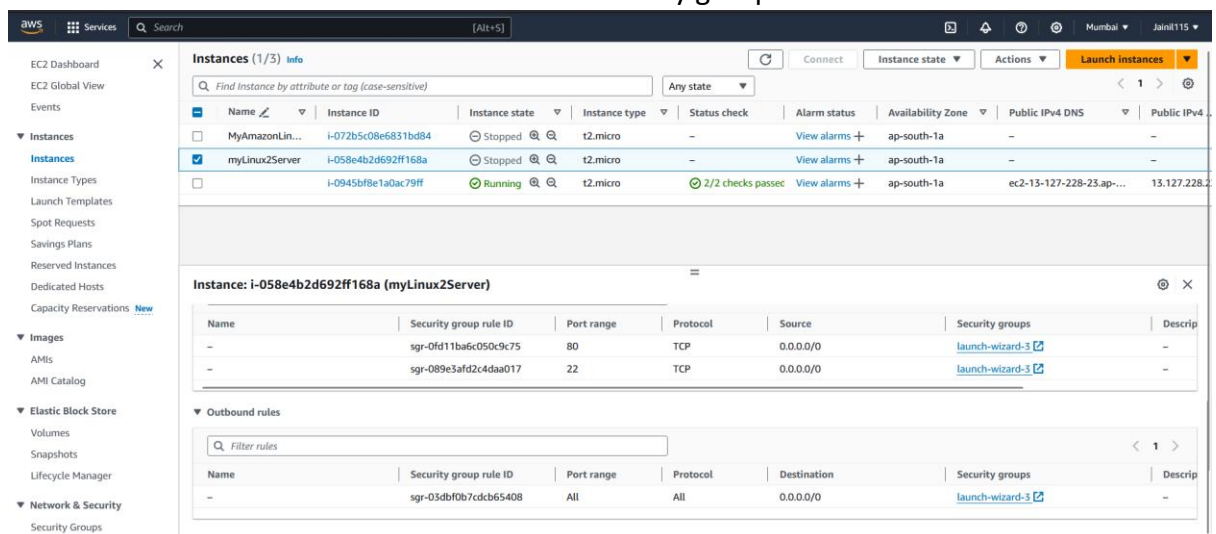 aws Services Search [Alt+S] Mumbai ▼ Jainil115 ▼
EC2 Dashboard
EC2 Global View
Events
▼ Instances
Instances
Instance Types
Launch Templates
Spot Requests
Savings Plans
Reserved Instances
Dedicated Hosts
Capacity Reservations New
▼ Images
AMIs
AMI Catalog
▼ Elastic Block Store
Volumes
Snapshots
Lifecycle Manager
▼ Network & Security
Security Groups
Instances (1/3) Info Connect Instance state ▼ Actions ▼ Launch instances ▼
Find Instance by attribute or tag (case-sensitive) Any state ▼ < 1 >
Name Instance ID Instance state Instance type Status check Alarm status Availability Zone Public IPv4 DNS Public IPv4 ..
MyAmazonLin... i-072b5c08e6831bd84 Stopped t2.micro – View alarms + ap-south-1a – –
myLinux2Server i-058e4b2d692ff168a Stopped t2.micro – View alarms + ap-south-1a – –
i-0945bf8e1a0ac79ff Running t2.micro 2/2 checks passed View alarms + ap-south-1a ec2-13-127-228-23.ap-... 13.127.228.2
Instance: i-058e4b2d692ff168a (myLinux2Server)
Name Security group rule ID Port range Protocol Source Security groups Descrip
– sgr-0fd11ba6c050c9c75 80 TCP 0.0.0.0/0 launch-wizard-3 –
– sgr-089e3afd2c4daa017 22 TCP 0.0.0.0/0 launch-wizard-3 –
▼ Outbound rules
Filter rules < 1 >
Name Security group rule ID Port range Protocol Destination Security groups Descrip
– sgr-03dbf0b7cdcb65408 All All 0.0.0.0/0 launch-wizard-3 –